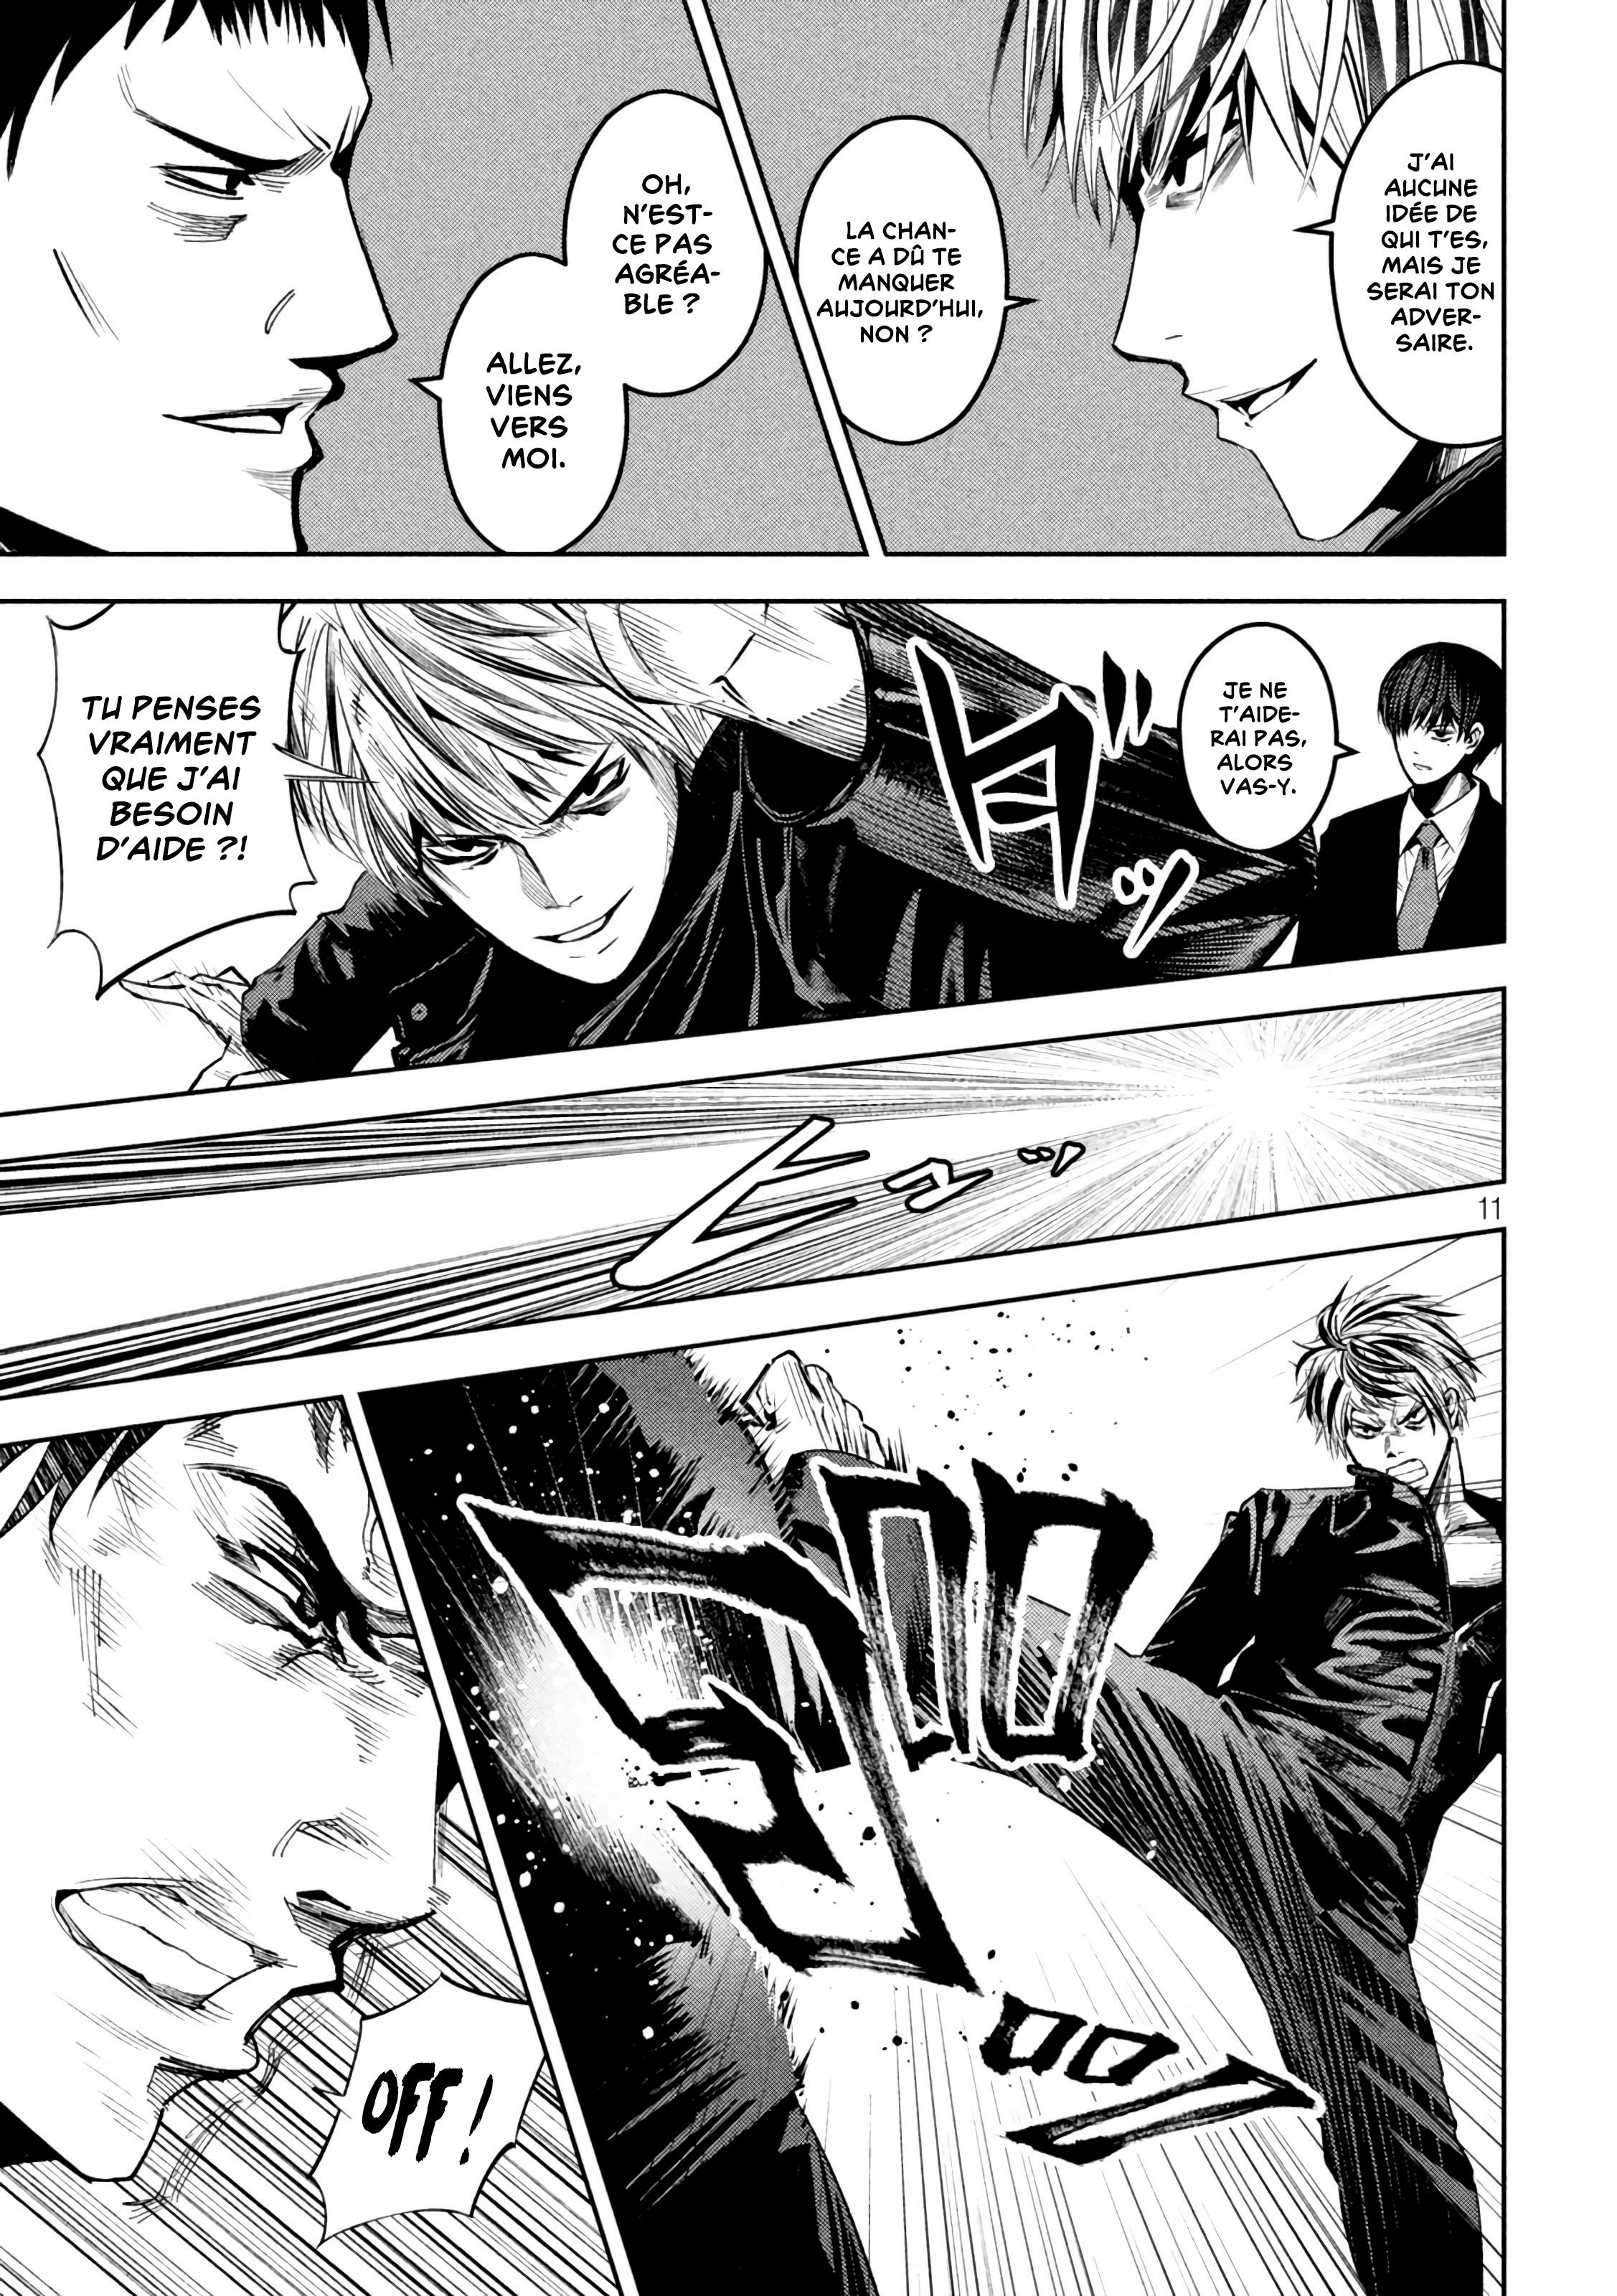 J'AI
AUCUNE
IDÉE DE
QUI T'ES,
MAIS JE
SERAI TON
ADVER-
SAIRE.
LA CHAN-
CE A DÛ TE
MANQUER
AUJOURD'HUI,
NON ?
OH,
N'EST-
CE PAS
AGRÉA-
BLE ?
ALLEZ,
VIENS
VERS
MOI.
JE NE
T'AIDE-
RAI PAS,
ALORS
VAS-Y.
ドッ
TU PENSES
VRAIMENT
QUE J'AI
BESOIN
D'AIDE ?!
ヒュッ
11
OFF !